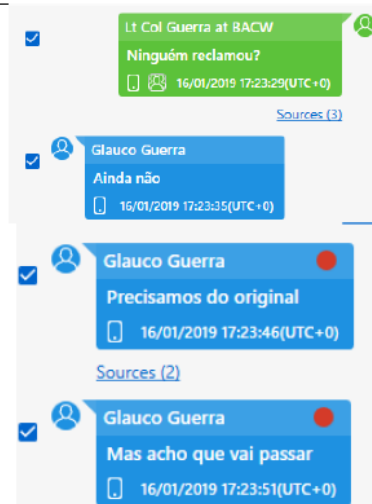 Lt Col Guerra at BACW
Ninguém reclamou?
16/01/2019 17:23:29(UTC+0)
Sources (3)
Glauco Guerra
Ainda não
16/01/2019 17:23:35(UTC+0)
Glauco Guerra
Precisamos do original
16/01/2019 17:23:46(UTC+0)
Sources (2)
Glauco Guerra
Mas acho que vai passar
16/01/2019 17:23:51(UTC+0)